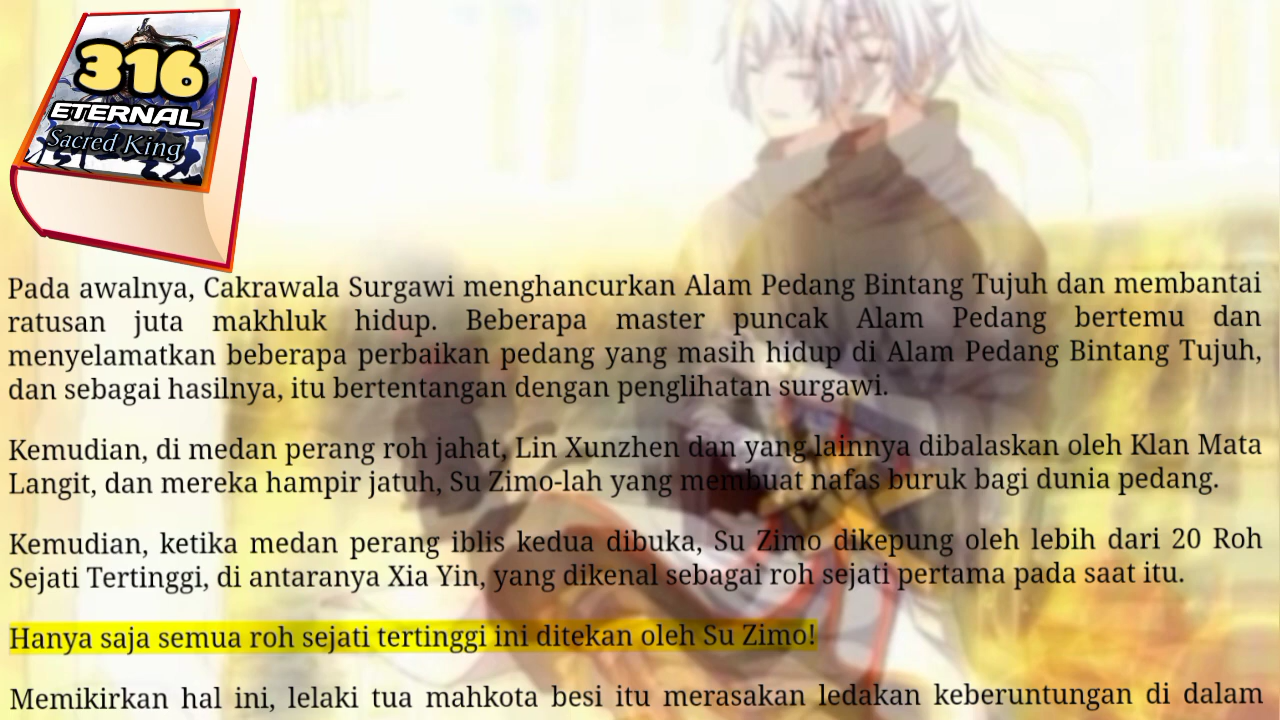 316
ETERNAL
Sacred King
Pada awalnya, Cakrawala Surgawi menghancurkan Alam Pedang Bintang Tujuh dan membantai
ratusan juta makhluk hidup. Beberapa master puncak Alam Pedang bertemu dan
menyelamatkan beberapa perbaikan pedang yang masih hidup di Alam Pedang Bintang Tujuh,
dan sebagai hasilnya, itu bertentangan dengan penglihatan surgawi.
Kemudian, di medan perang roh jahat, Lin Xunzhen dan yang lainnya dibalaskan oleh Klan Mata
Langit, dan mereka hampir jatuh, Su Zimo-lah yang membuat nafas buruk bagi dunia pedang.
Kemudian, ketika medan perang iblis kedua dibuka, Su Zimo dikepung oleh lebih dari 20 Roh
Sejati Tertinggi, di antaranya Xia Yin, yang dikenal sebagai roh sejati pertama pada saat itu.
Hanya saja semua roh sejati tertinggi ini ditekan oleh Su Zimo!
Memikirkan hal ini, lelaki tua mahkota besi itu merasakan ledakan keberuntungan di dalam